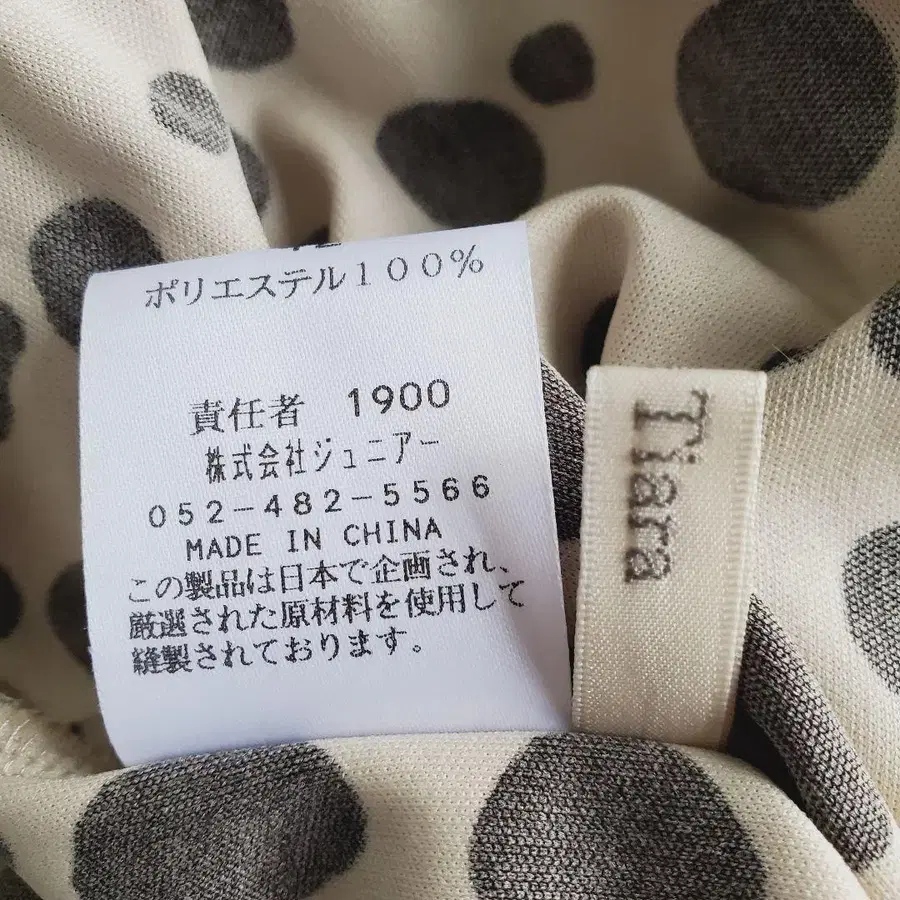 ポリエステル100%
責任者 1900
株式会社ジュニアー
052-482-5566
MADE IN CHINA
この製品は日本で企画され、
厳選された原材料を使用して
縫製されております。
Tiara